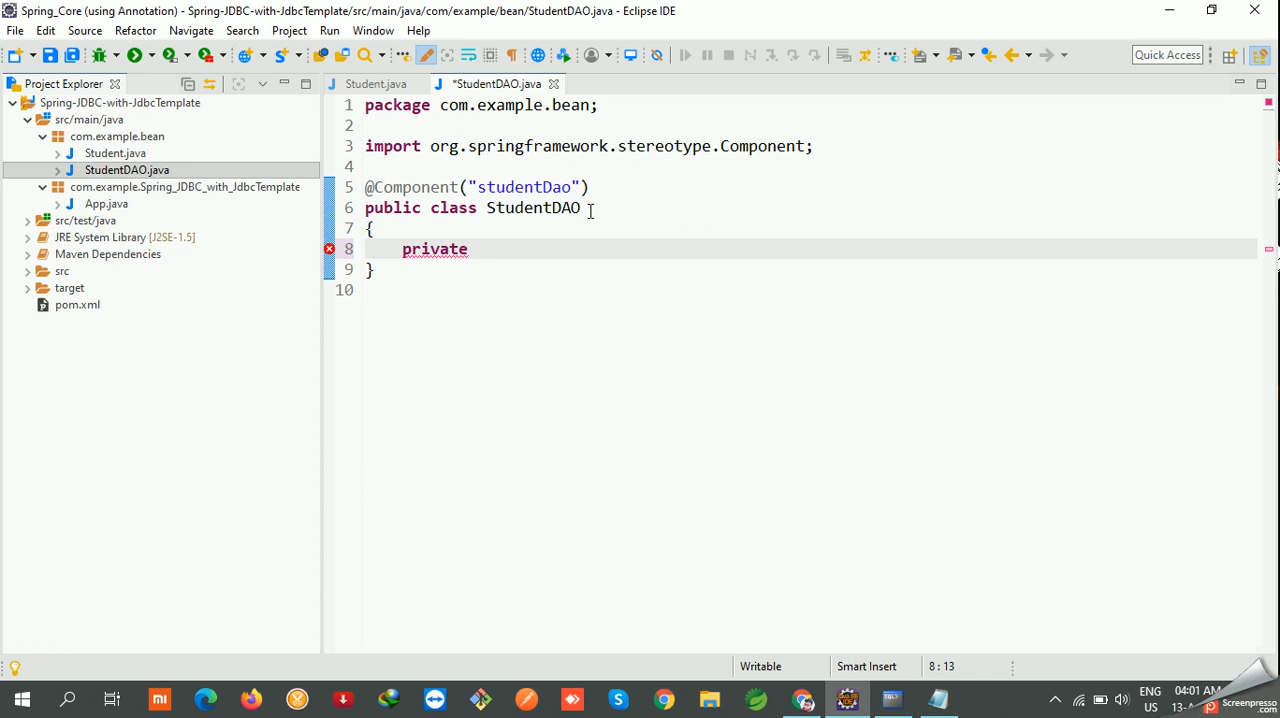 Spring_Core (using Annotation) - Spring-JDBC-with-JdbcTemplate/src/main/java/com/example/bean/StudentDAO.java - Eclipse IDE
File Edit Source Refactor Navigate Search Project Run Window Help
Quick Access
Project Explorer
Student.java
*StudentDAO.java
Spring-JDBC-with-JdbcTemplate
src/main/java
com.example.bean
Student.java
StudentDAO.java
com.example.Spring_JDBC_with_JdbcTemplate
App.java
src/test/java
JRE System Library [J2SE-1.5]
Maven Dependencies
src
target
pom.xml
1 package com.example.bean;
2
3 import org.springframework.stereotype.Component;
4
5 @Component("studentDao")
6 public class StudentDAO
7 {
8 private
9 }
10
Writable
Smart Insert
8 : 13
ENG
US
04:01 AM
Screenpresso
.com